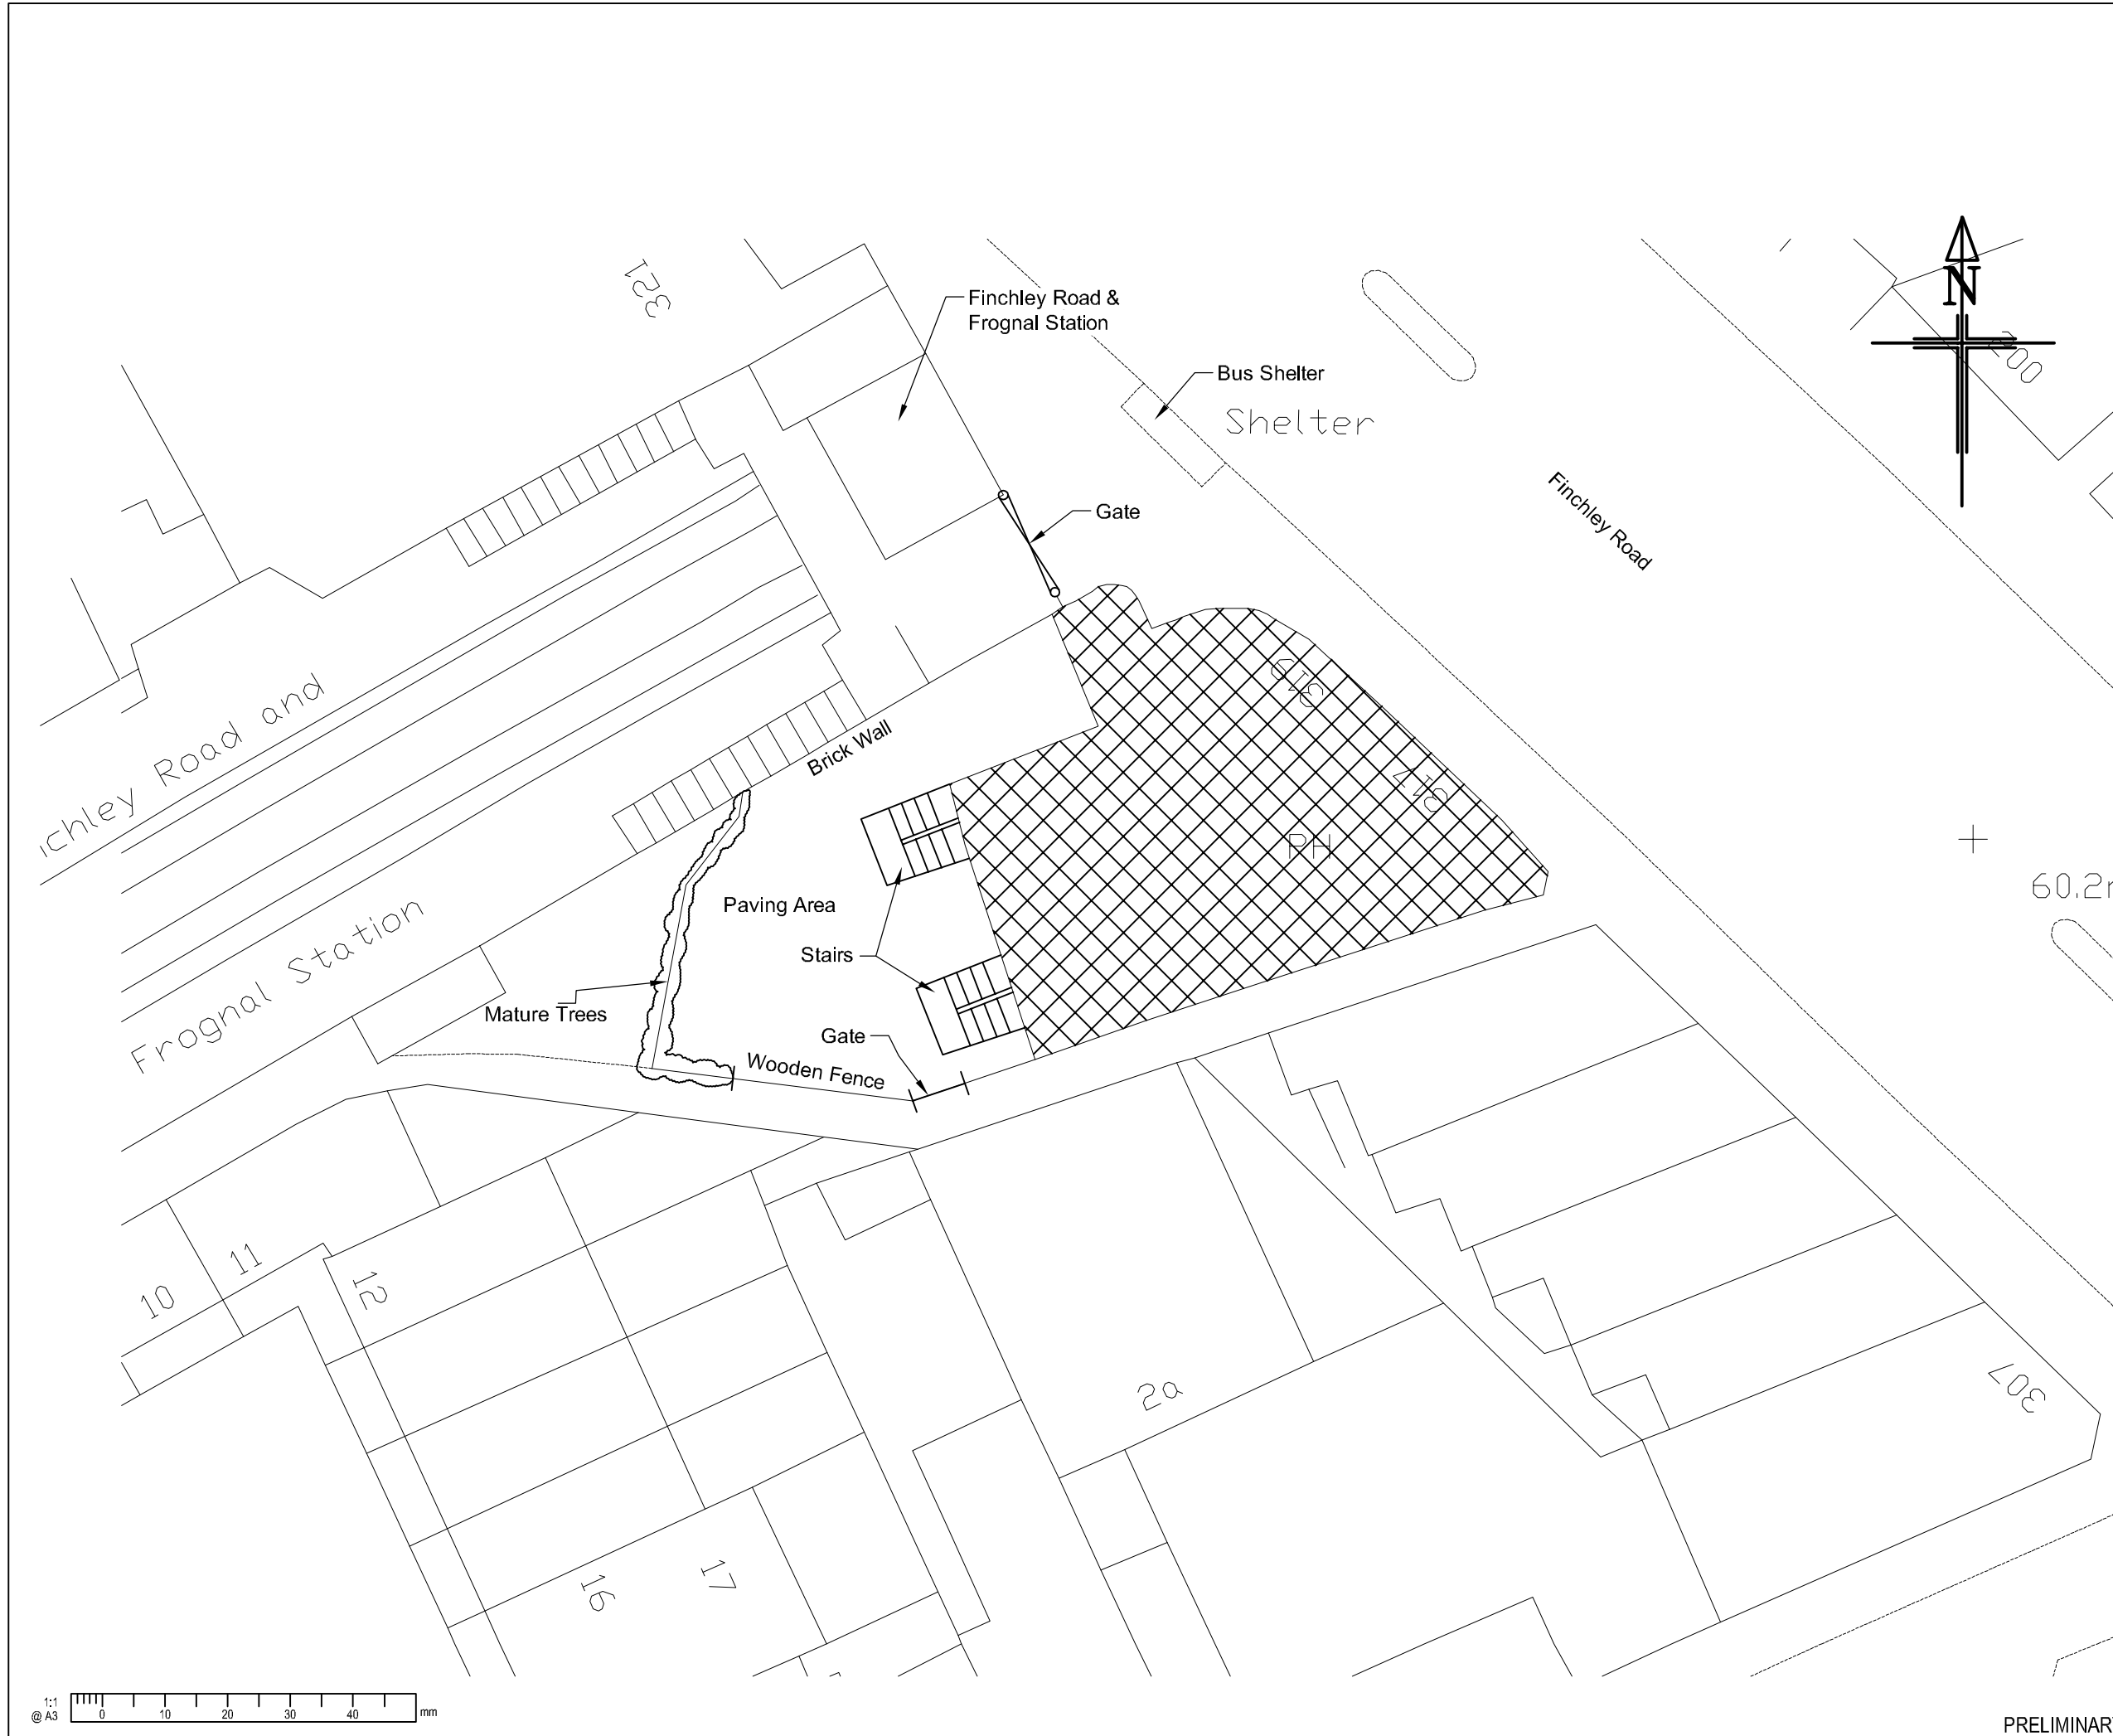 321
Finchley Road &
Frognal Station
N
200
Bus Shelter
Shelter
Gate
Finchley Road
319
317
PH
60.2
chley Road and
Frognal Station
Brick Wall
Paving Area
Stairs
Mature Trees
Gate
Wooden Fence
10
11
12
2a
307
16
17
1:1
@ A3
0 10 20 30 40
mm
PRELIMINAR